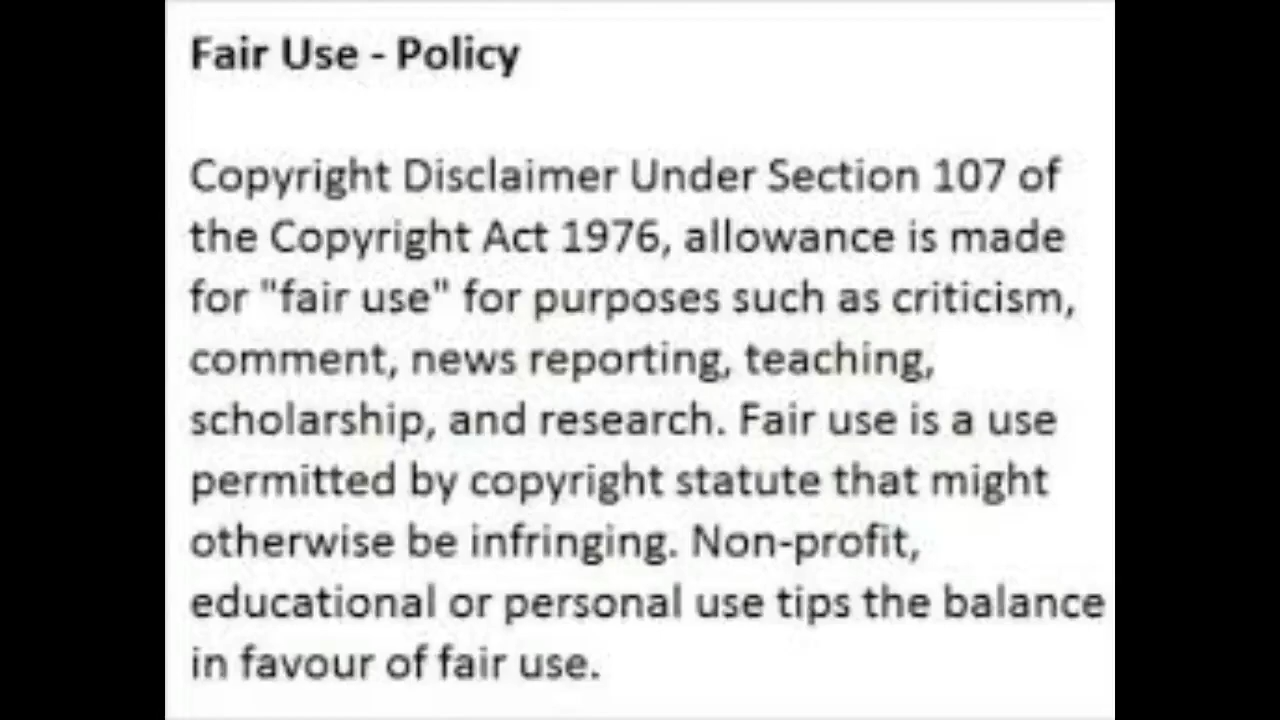 Fair Use - Policy
Copyright Disclaimer Under Section 107 of
the Copyright Act 1976, allowance is made
for "fair use" for purposes such as criticism,
comment, news reporting, teaching,
scholarship, and research. Fair use is a use
permitted by copyright statute that might
otherwise be infringing. Non-profit,
educational or personal use tips the balance
in favour of fair use.